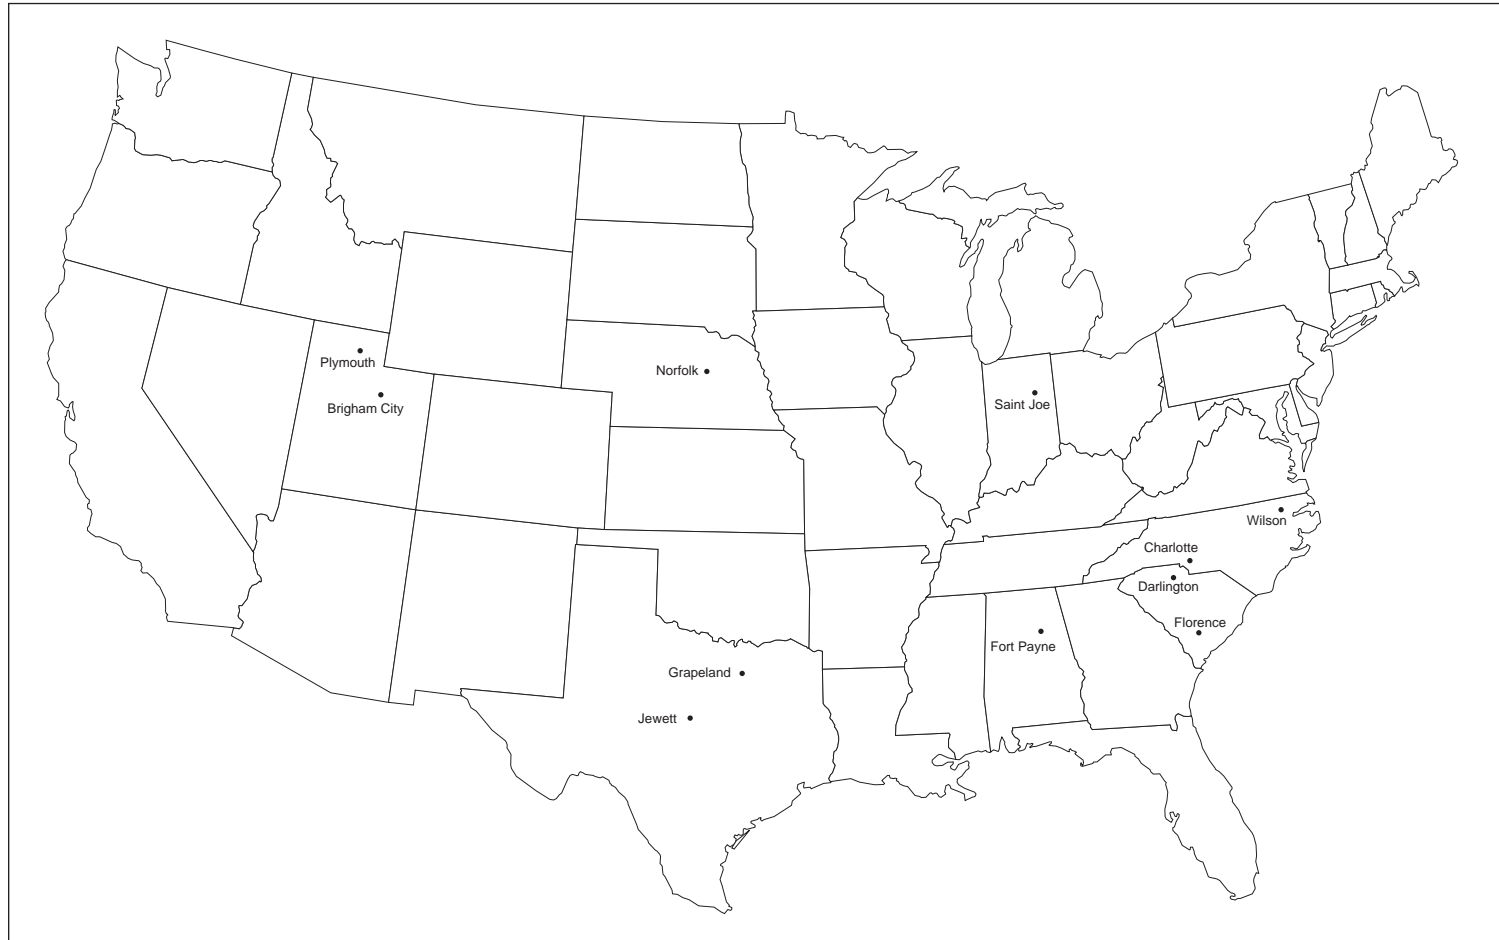 Plymouth
Norfolk
Brigham City
Saint Joe
Wilson
Charlotte
Darlington
Florence
Fort Payne
Grapeland
Jewett